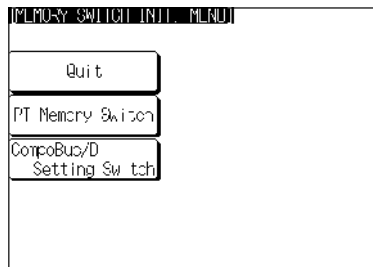 [MEMORY SWITCH INIT. MENU]
Quit
PT Memory Switch
CompoBus/D
Setting Switch